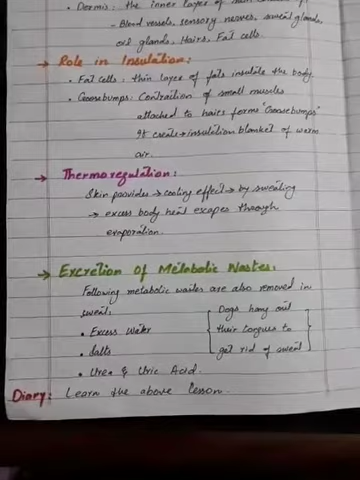 • Dermis: the inner layer of skin
- Blood vessels, sensory nerves, sweat glands,
oil glands, Hairs, Fat cells.
→ Role in Insulation:
• Fat cells: thin layer of fats insulate the body
• Goosebumps: Contraction of small muscles
attached to hairs forms "Goosebumps"
It create → insulation blanket of warm
air.
→ Thermoregulation:
Skin provides → cooling effect → by sweating
→ excess body heat escapes through
evaporation.
→ Excretion of Metabolic Wastes:
Following metabolic wastes are also removed in
sweat:
• Excess Water
• Salts
• Urea & Uric Acid.
[Dogs hang out
their tongues to
get rid of sweat]
Diary: Learn the above lesson.